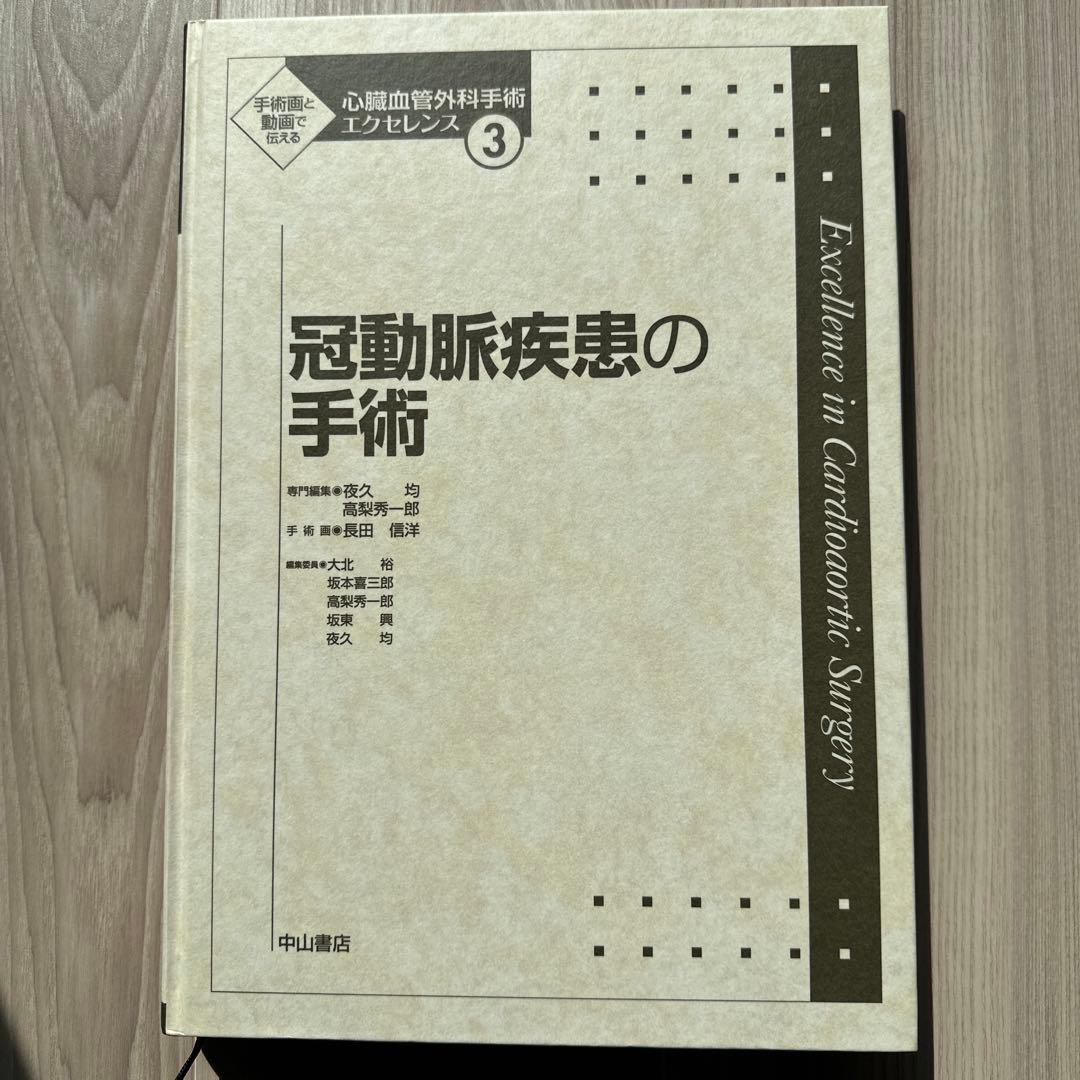 手術画と
動画で
伝える
心臓血管外科手術
エクセレンス
3
冠動脈疾患の
手術
専門編集◉夜久 均
高梨秀一郎
手術画◉長田 信洋
編集委員◉大北 裕
坂本喜三郎
高梨秀一郎
坂東 興
夜久 均
中山書店
Excellence in Cardioaortic Surgery